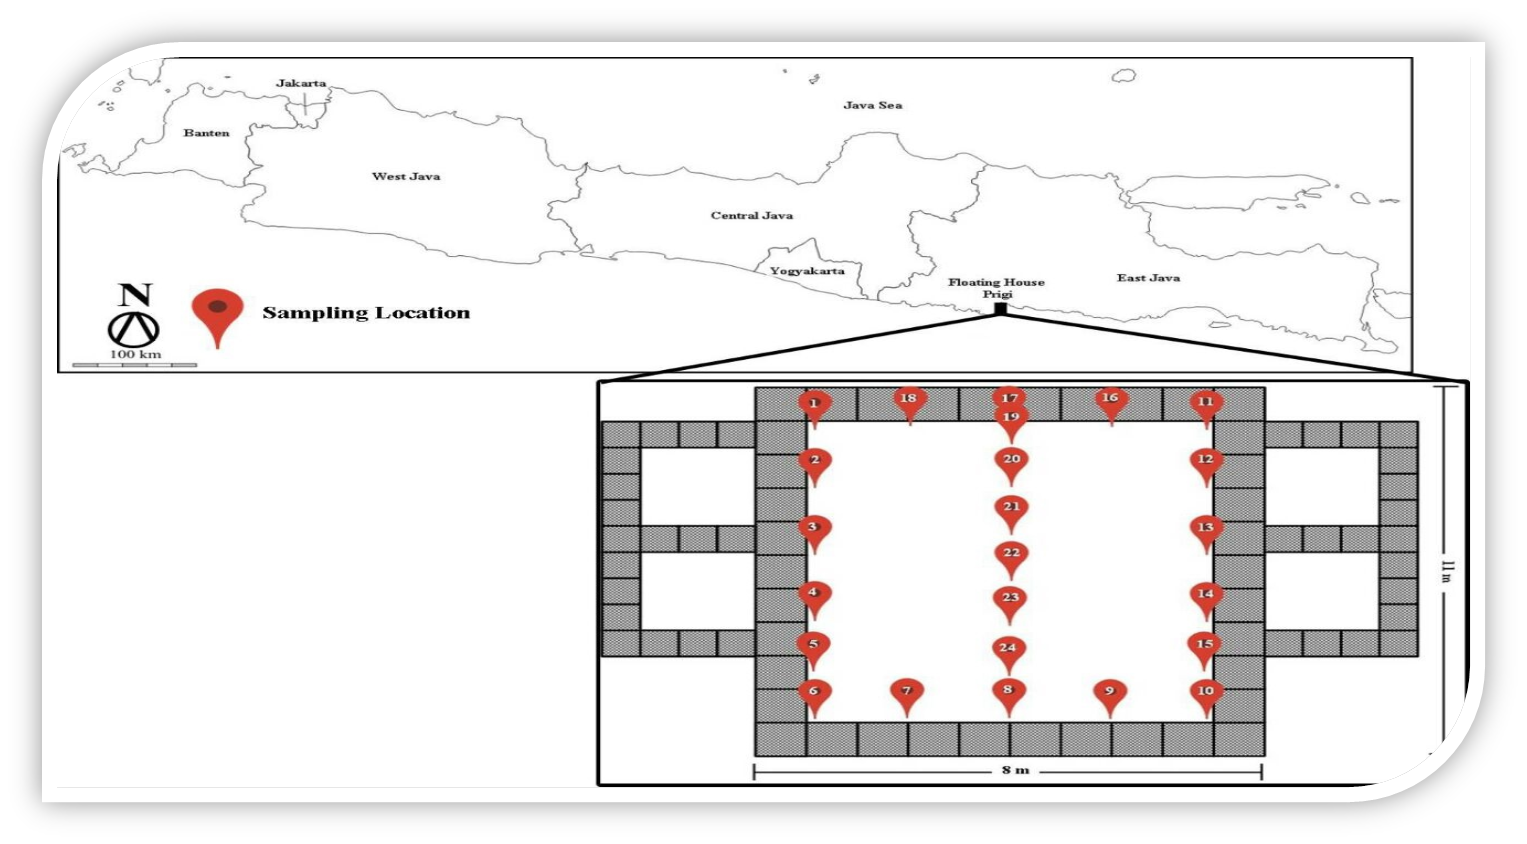 Jakarta
Java Sea
Banten
West Java
Central Java
Yogyakarta
East Java
Floating House
Prigi
N
Sampling Location
100 km
1
18
17
16
11
19
2
20
12
21
3
13
22
4
23
14
5
24
15
6
7
8
9
10
11 m
8 m